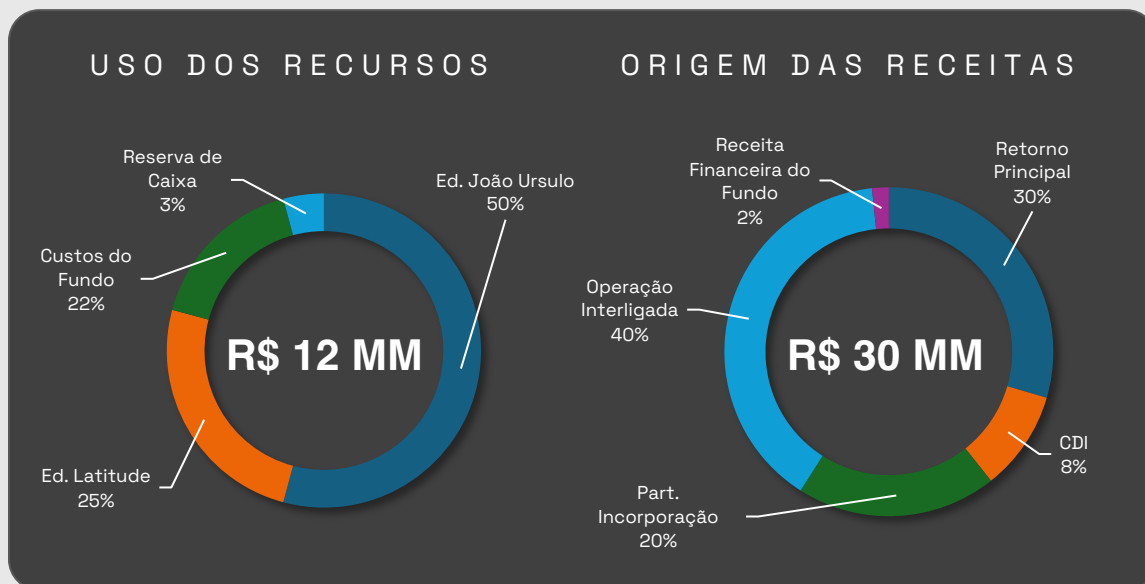 USO DOS RECURSOS
Reserva de
Caixa
3%
Ed. João Ursulo
50%
Custos do
Fundo
22%
R$ 12 MM
Ed. Latitude
25%
ORIGEM DAS RECEITAS
Receita
Financeira do
Fundo
2%
Retorno
Principal
30%
Operação
Interligada
40%
R$ 30 MM
CDI
8%
Part.
Incorporação
20%